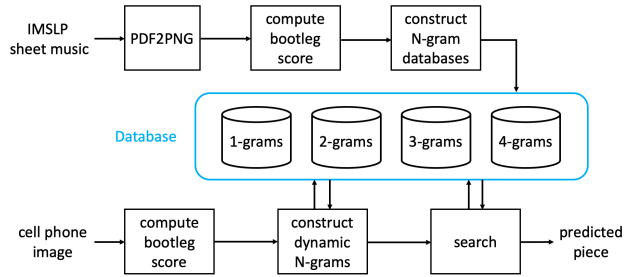 IMSLP
sheet music
PDF2PNG
compute
bootleg
score
construct
N-gram
databases
Database
1-grams
2-grams
3-grams
4-grams
cell phone
image
compute
bootleg
score
construct
dynamic
N-grams
search
predicted
piece